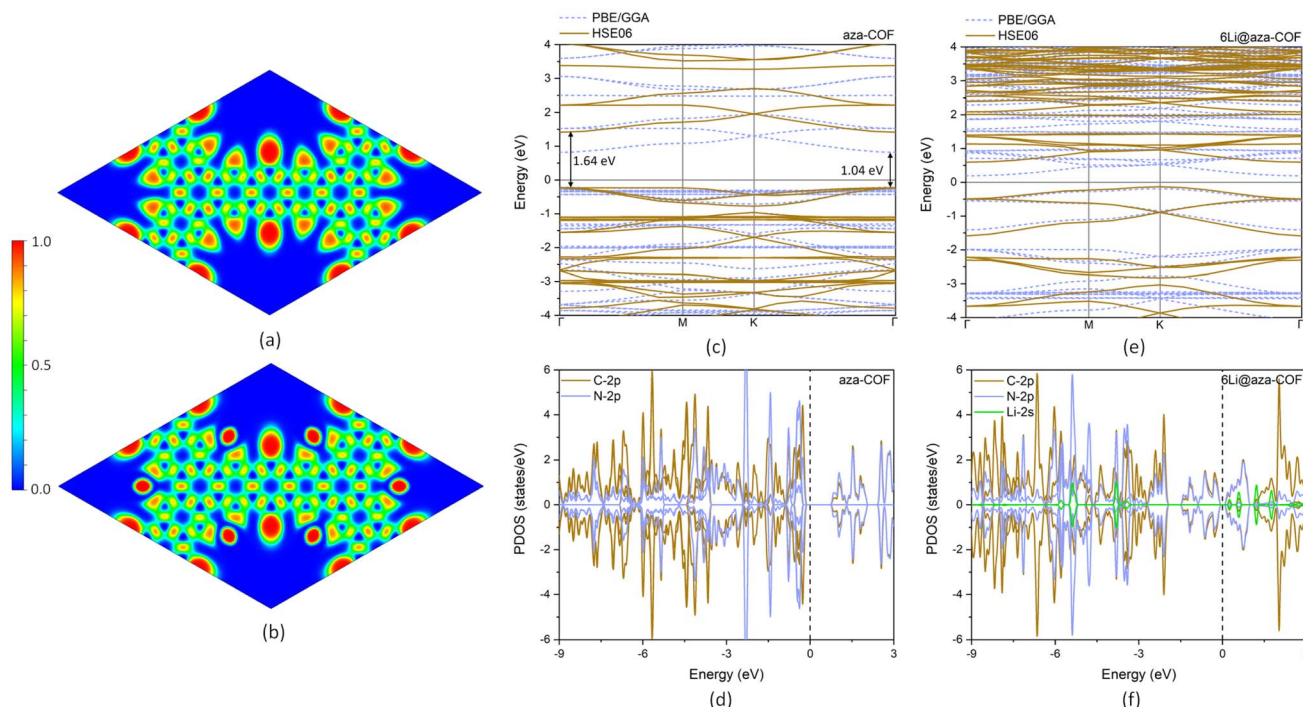 1.0
0.5
0.0
(a)
(b)
PBE/GGA
HSE06
aza-COF
4
3
2
1
0
-1
-2
-3
-4
Energy (eV)
1.64 eV
1.04 eV
Γ M K Γ
(c)
PBE/GGA
HSE06
6Li@aza-COF
4
3
2
1
0
-1
-2
-3
-4
Energy (eV)
Γ M K Γ
(e)
6
4
2
0
2
4
-6
PDOS (states/eV)
C-2p
N-2p
aza-COF
-9 -6 -3 0 3
Energy (eV)
(d)
6
4
2
0
2
-4
-6
PDOS (states/eV)
C-2p
N-2p
Li-2s
6Li@aza-COF
-9 -6 -3 0
Energy (eV)
(f)